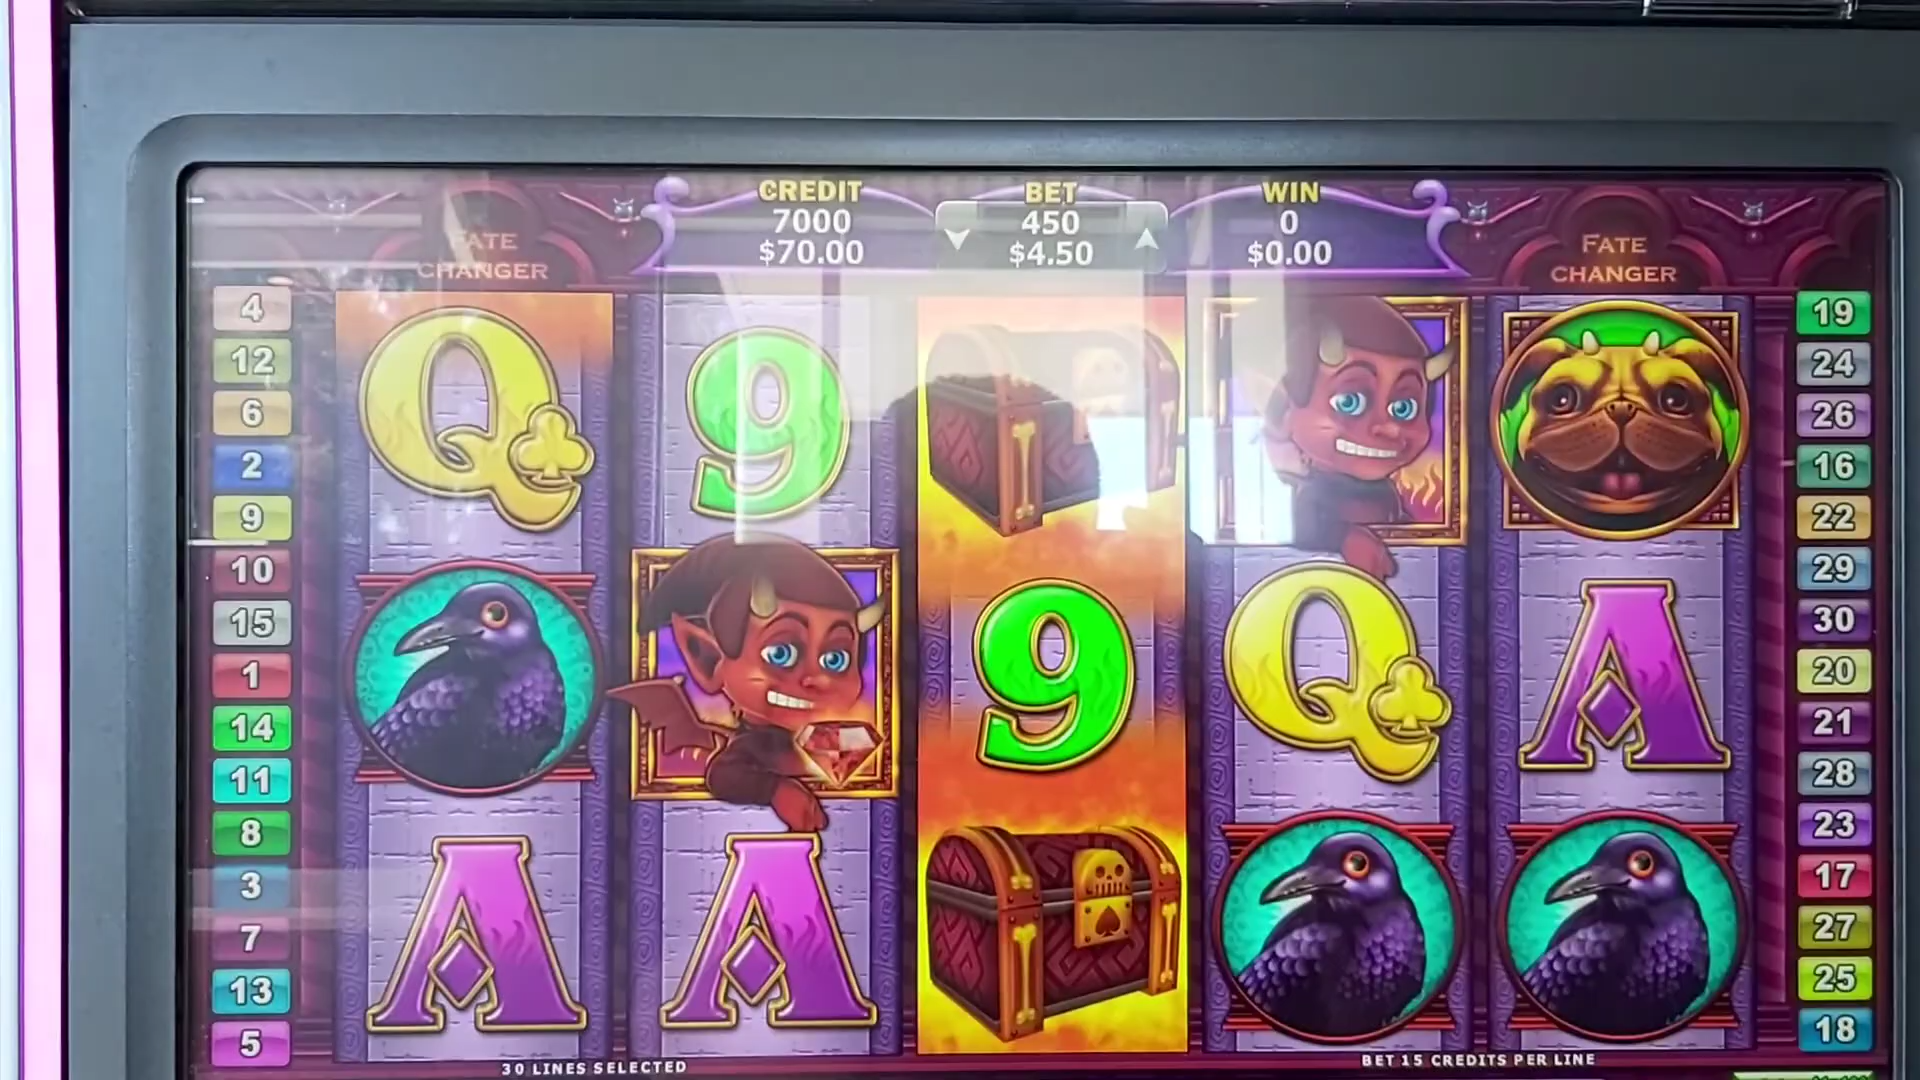 CREDIT BET WIN
7000 450 0
$70.00 $4.50 $0.00
FATE
CHANGER
FATE
CHANGER
4
12
6
2
9
10
15
1
14
11
8
3
7
13
5
Q 9
9 Q A
A A
19
24
26
16
22
29
30
20
21
28
23
17
27
25
18
30 LINES SELECTED
BET 15 CREDITS PER LINE